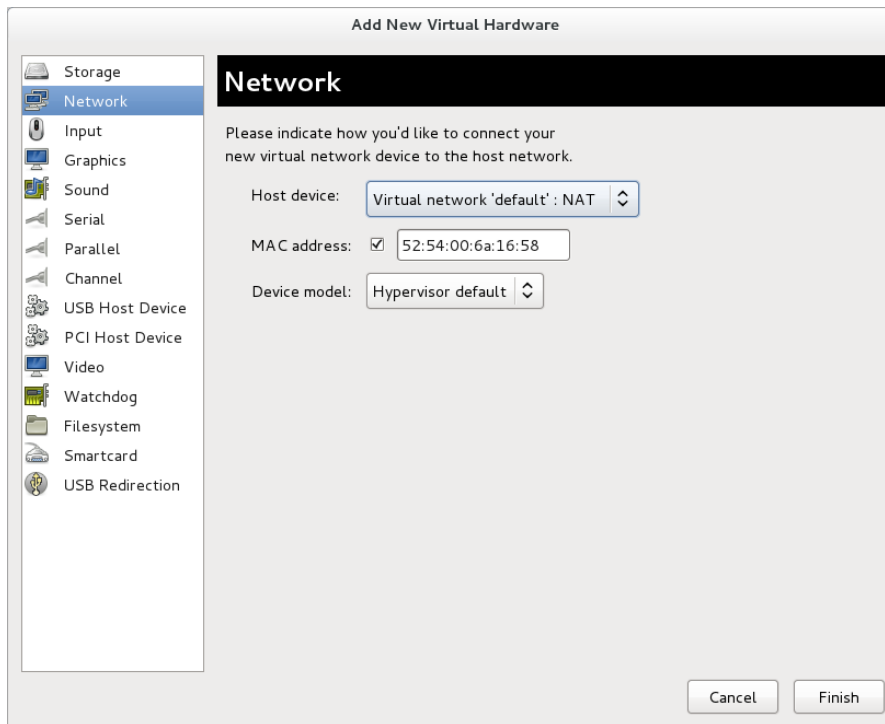 Add New Virtual Hardware
Storage
Network
Input
Graphics
Sound
Serial
Parallel
Channel
USB Host Device
PCI Host Device
Video
Watchdog
Filesystem
Smartcard
USB Redirection
Network
Please indicate how you'd like to connect your
new virtual network device to the host network.
Host device: Virtual network 'default' : NAT
MAC address: 52:54:00:6a:16:58
Device model: Hypervisor default
Cancel Finish